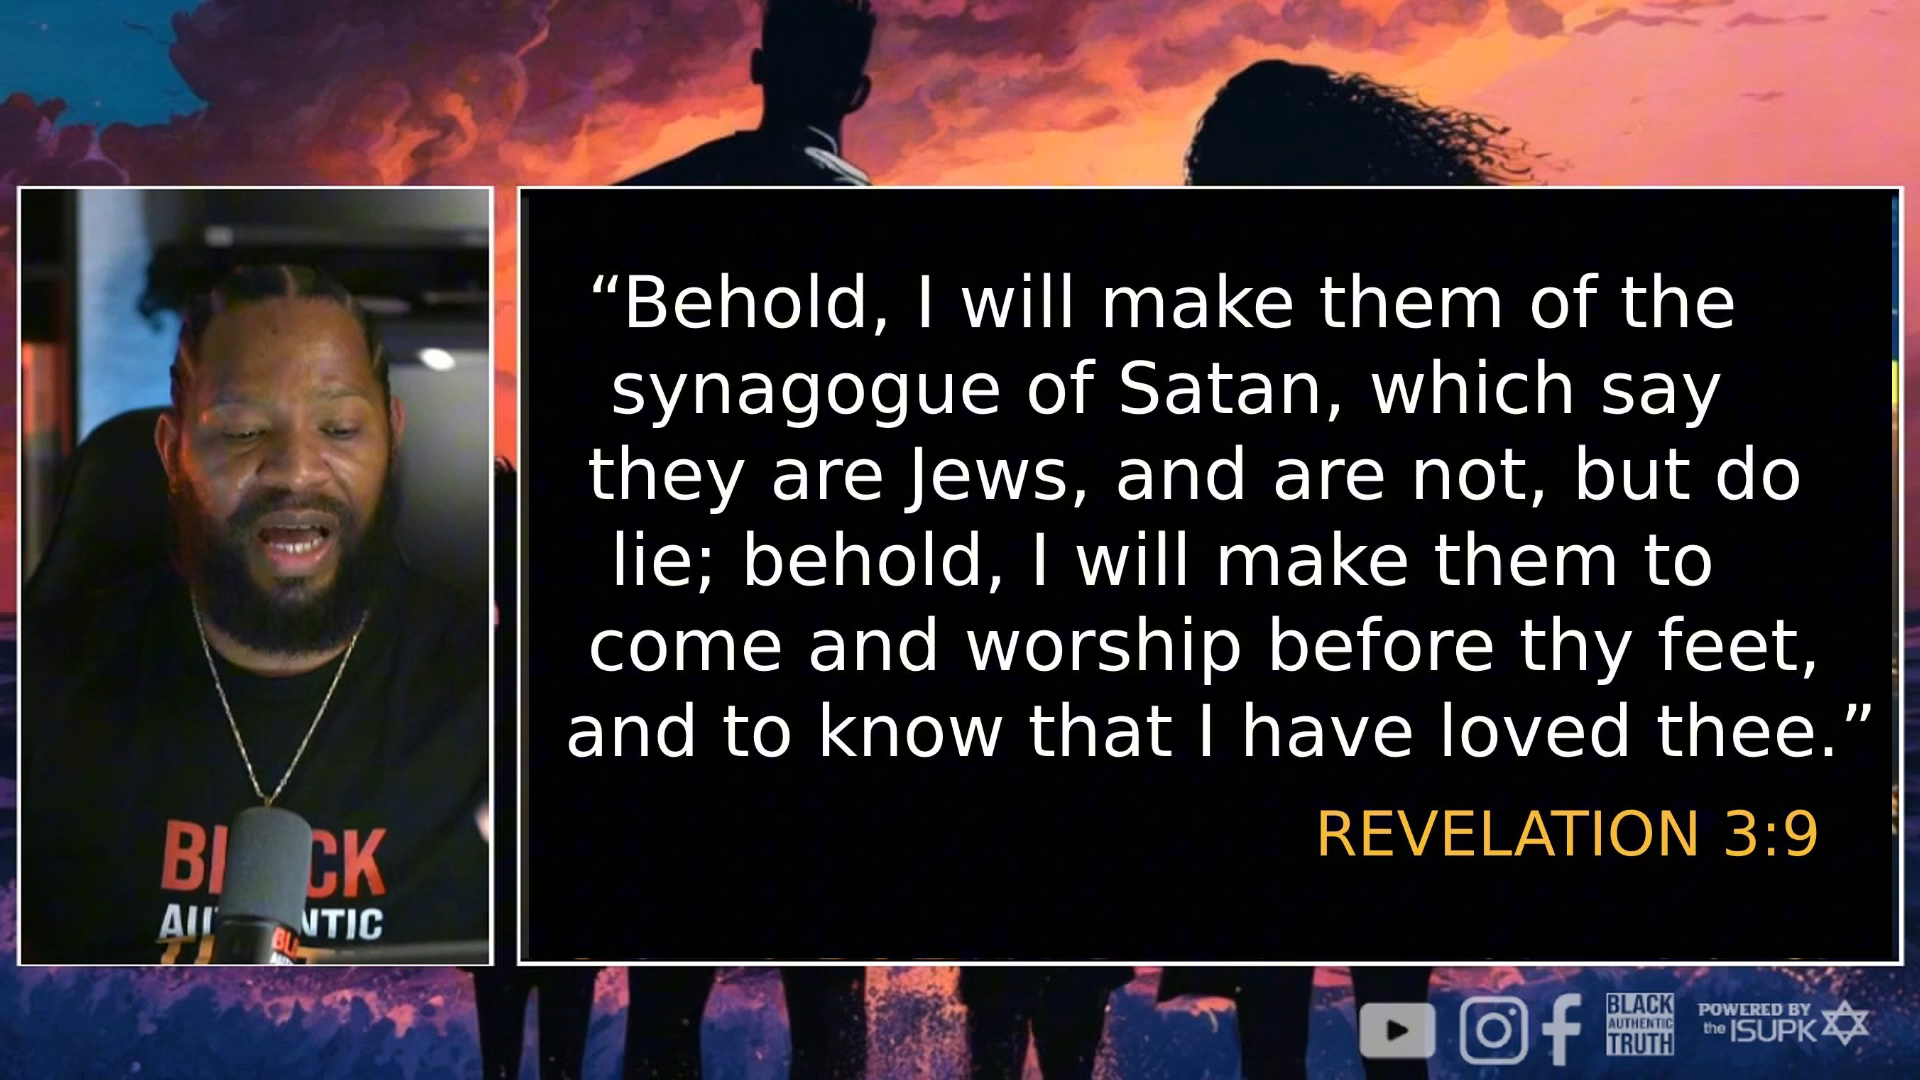 “Behold, I will make them of the
synagogue of Satan, which say
they are Jews, and are not, but do
lie; behold, I will make them to
come and worship before thy feet,
and to know that I have loved thee.”
REVELATION 3:9
BLACK
AUTHENTIC
TRUTH
POWERED BY
the ISUPK